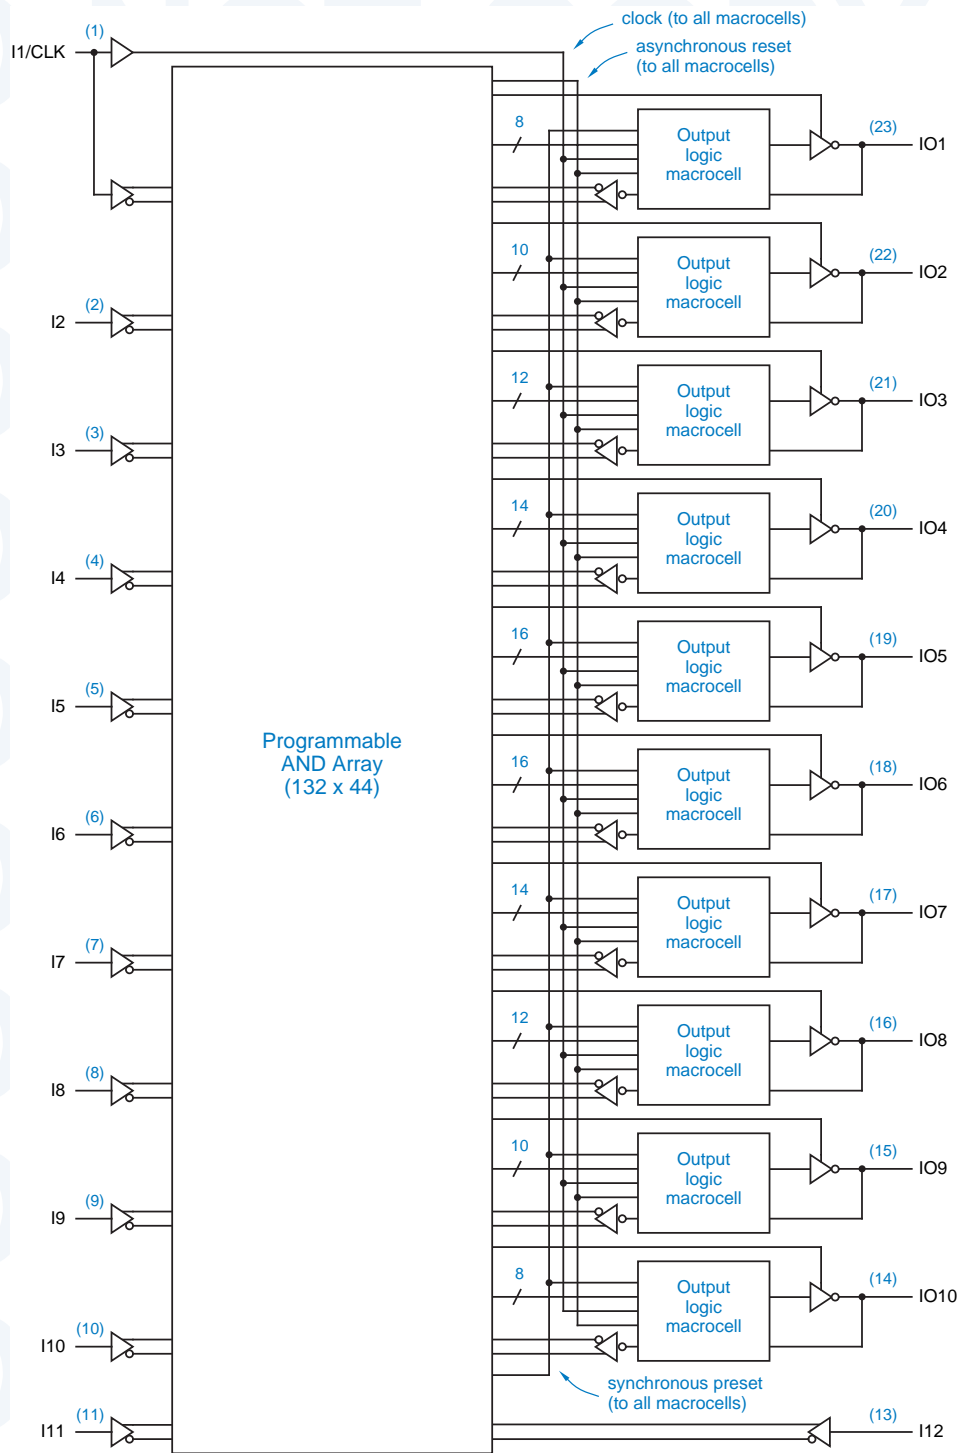 clock (to all macrocells)
(1)
I1/CLK
asynchronous reset
(to all macrocells)
8
Output
logic
macrocell
(23)
IO1
10
Output
logic
macrocell
(22)
IO2
(2)
I2
12
Output
logic
macrocell
(21)
IO3
(3)
I3
14
Output
logic
macrocell
(20)
IO4
(4)
I4
16
Output
logic
macrocell
(19)
IO5
(5)
I5
Programmable
AND Array
(132 x 44)
16
Output
logic
macrocell
(18)
IO6
(6)
I6
14
Output
logic
macrocell
(17)
IO7
(7)
I7
12
Output
logic
macrocell
(16)
IO8
(8)
I8
10
Output
logic
macrocell
(15)
IO9
(9)
I9
8
Output
logic
macrocell
(14)
IO10
(10)
I10
synchronous preset
(to all macrocells)
(11)
I11
(13)
I12